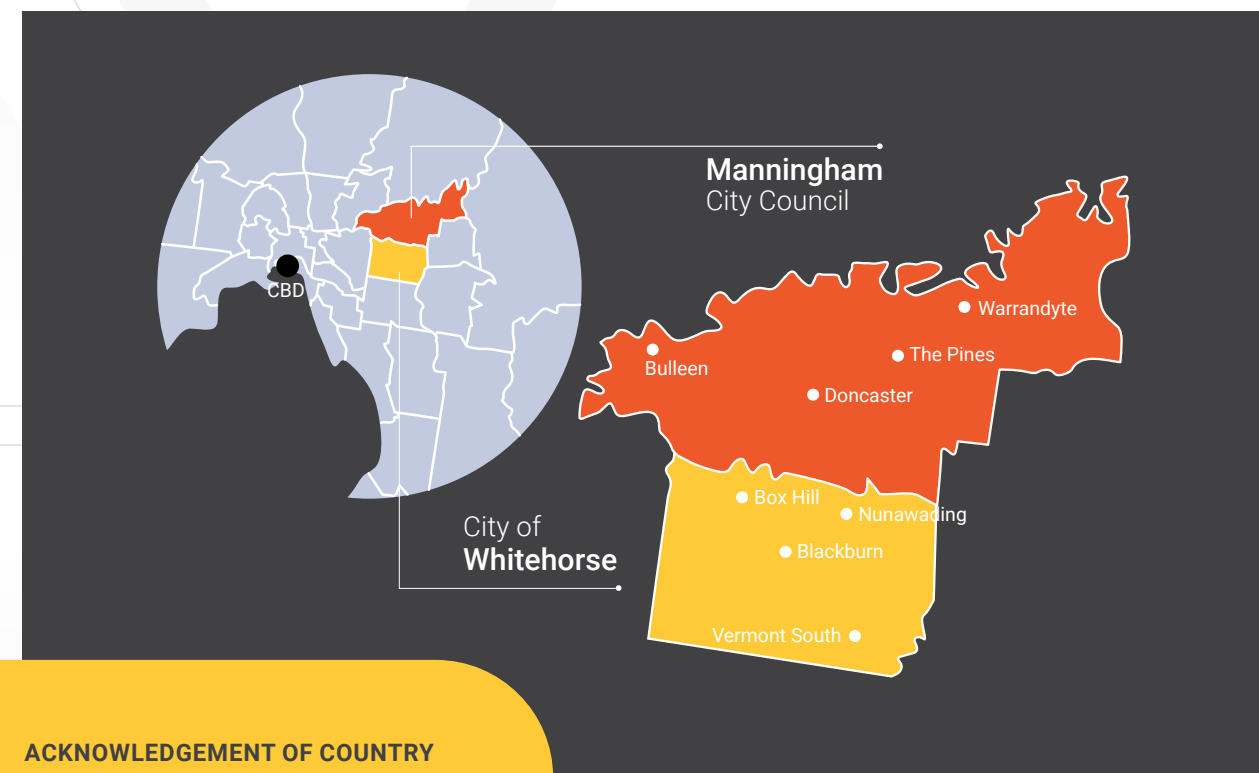 Manningham
City Council
CBD
Warrandyte
The Pines
Bulleen
Doncaster
Box Hill
Nunawading
City of
Whitehorse
Blackburn
Vermont South
ACKNOWLEDGEMENT OF COUNTRY